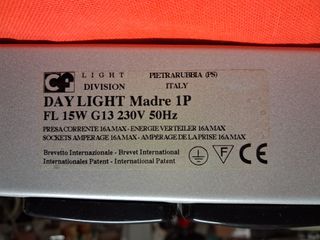 CF LIGHT PIETRARUBBIA (PS)
DIVISION ITALY
DAY LIGHT Madre 1P
FL 15W G13 230V 50Hz
PRESA CORRENTE 16A MAX - ENERGIE VERTEILER 16A MAX
SOCKETS AMPERAGE 16A MAX - AMPERAGE DE LA PRISE 16A MAX
Brevetto Internazionale - Brevet International
Internationales Patent - International Patent
F CE